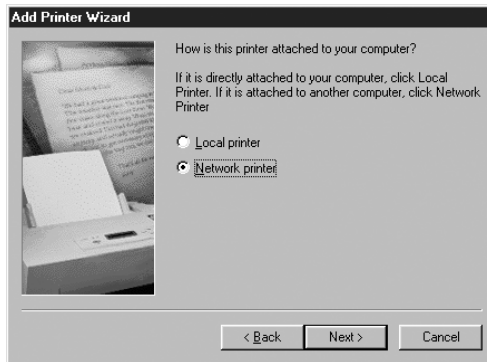 Add Printer Wizard
How is this printer attached to your computer?
If it is directly attached to your computer, click Local
Printer. If it is attached to another computer, click Network
Printer
Local printer
Network printer
< Back
Next >
Cancel